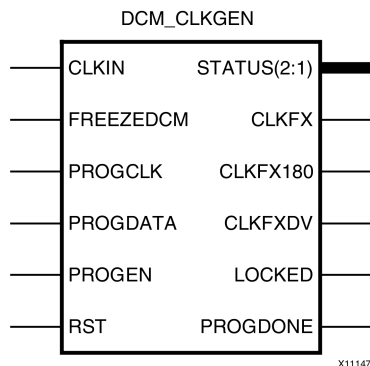 DCM_CLKGEN
CLKIN STATUS(2:1)
FREEZEDCM CLKFX
PROGCLK CLKFX180
PROGDATA CLKFXDV
PROGEN LOCKED
RST PROGDONE
X11147